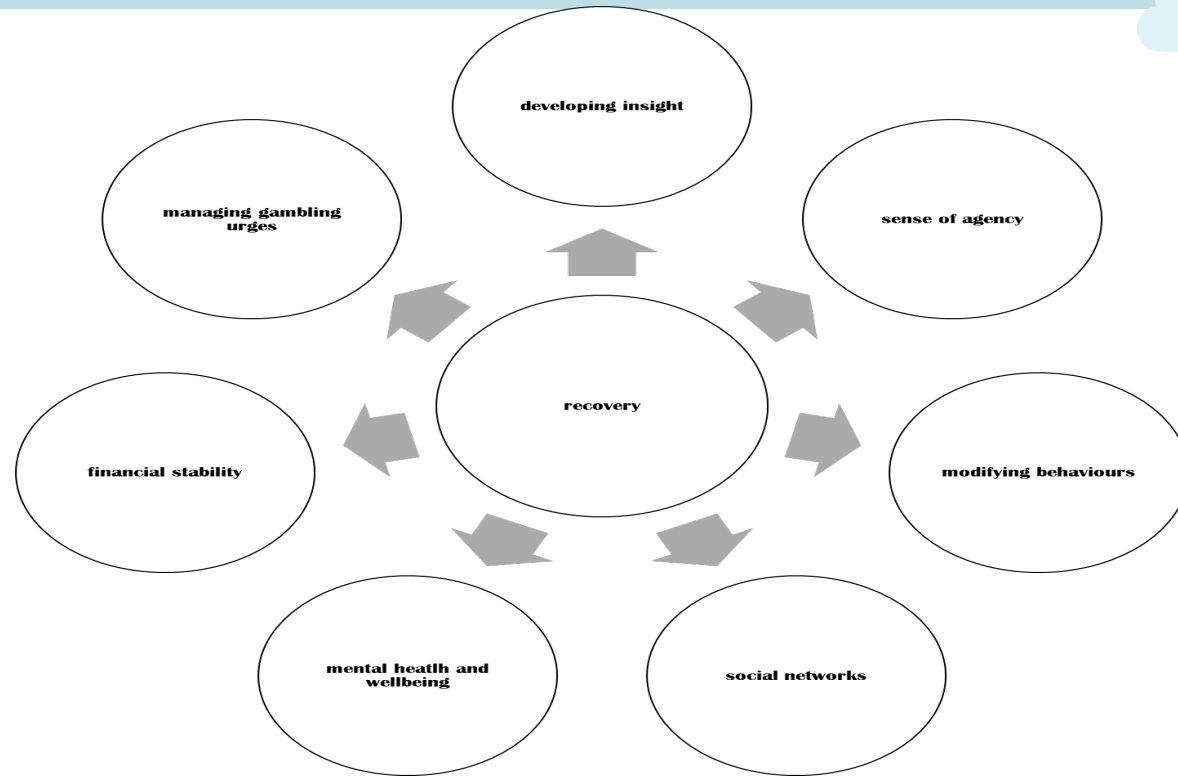 developing insight
managing gambling
urges
sense of agency
recovery
financial stability
modifying behaviours
mental heatlh and
wellbeing
social networks